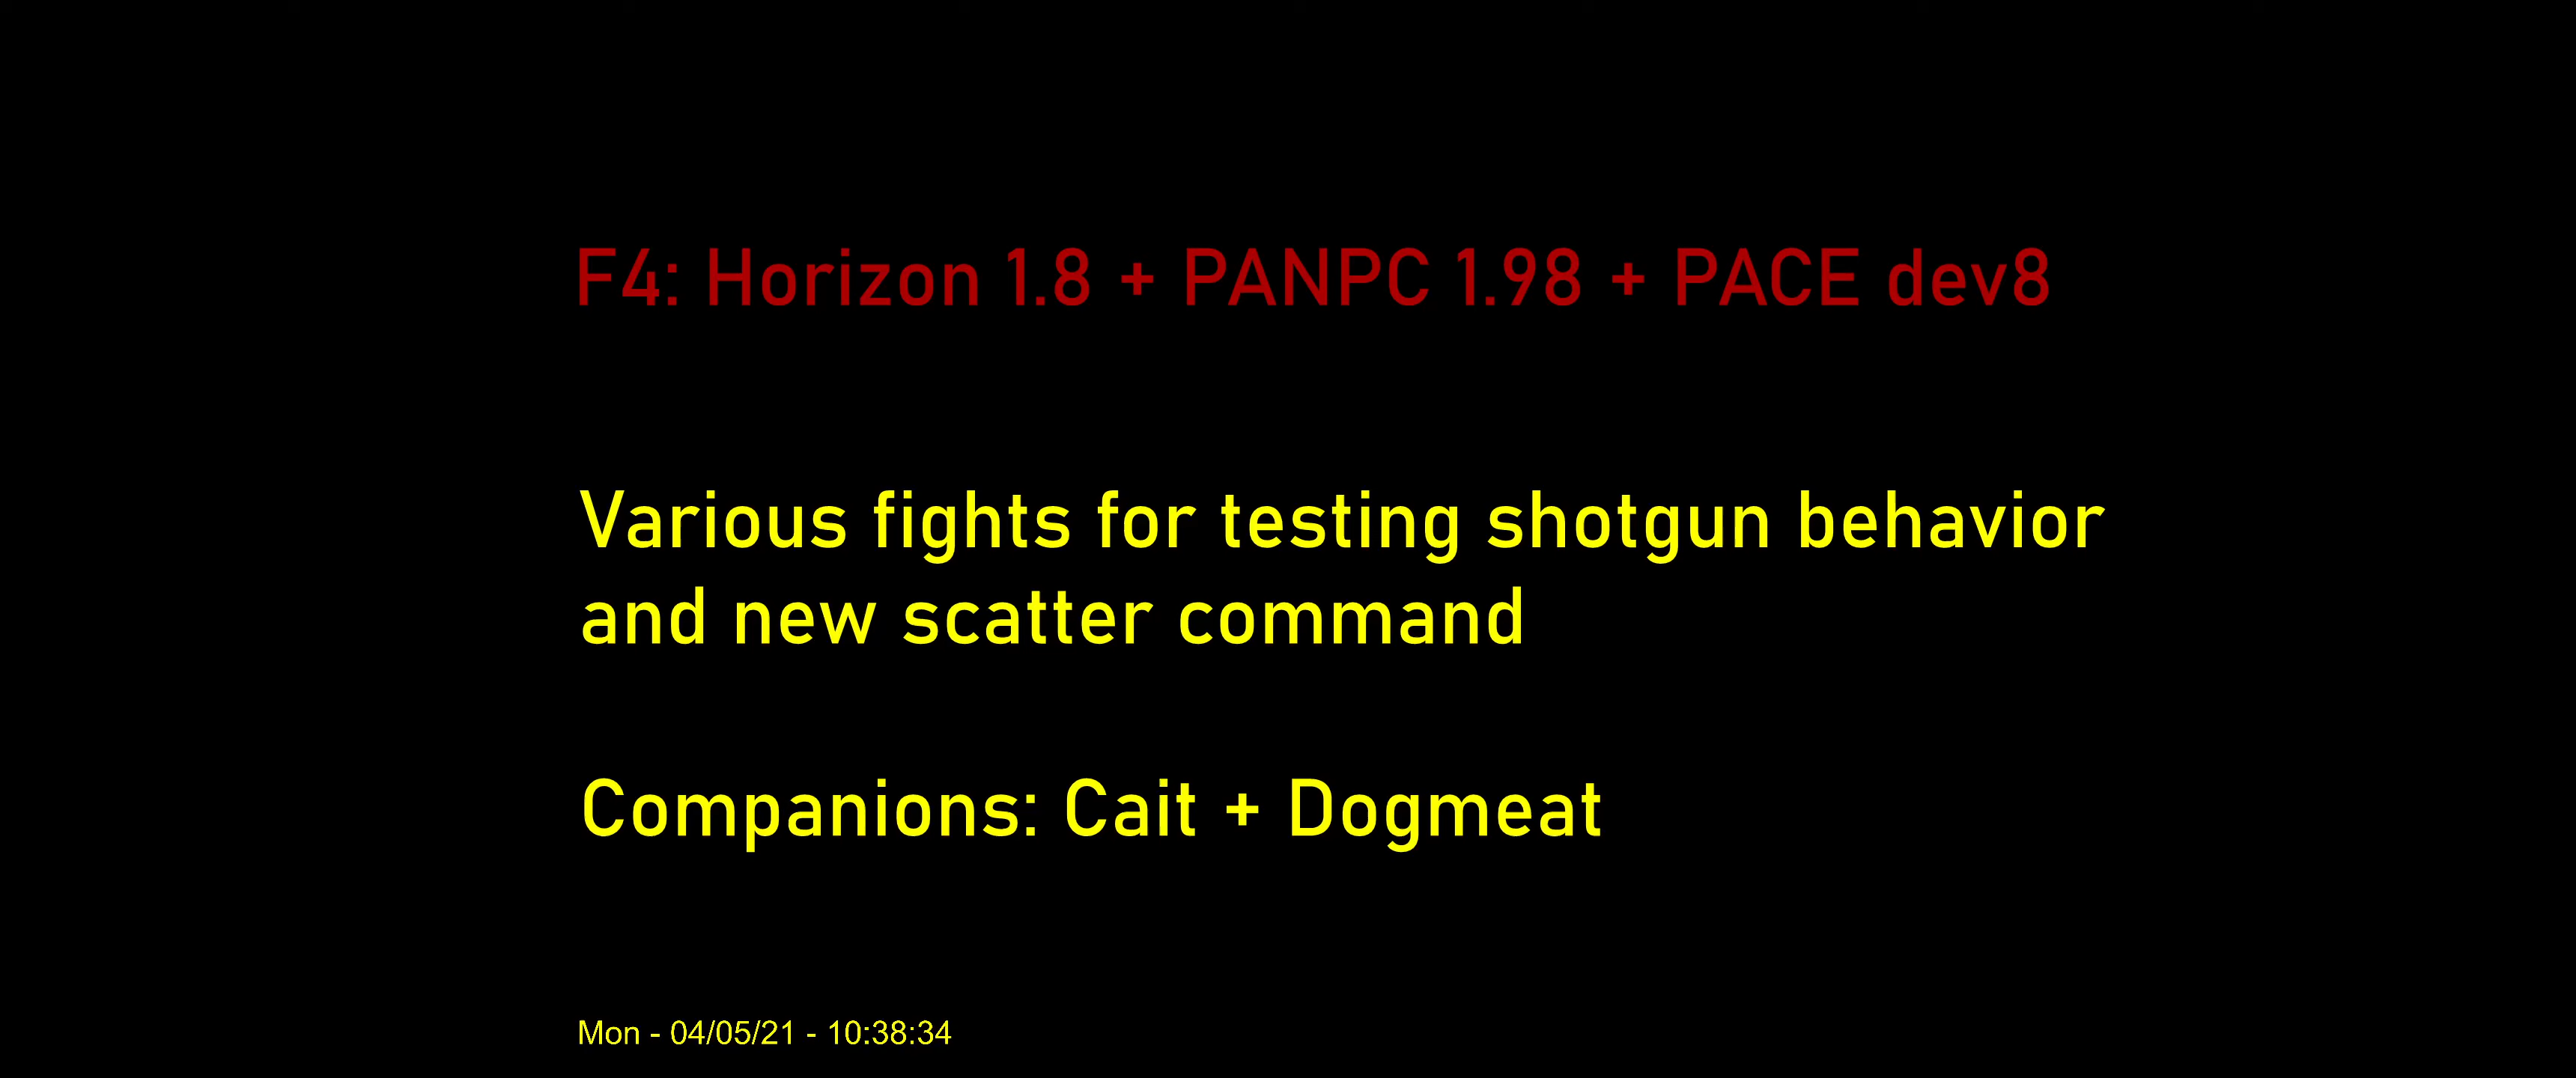 F4: Horizon 1.8 + PANPC 1.98 + PACE dev8
Various fights for testing shotgun behavior
and new scatter command
Companions: Cait + Dogmeat
Mon - 04/05/21 - 10:38:34